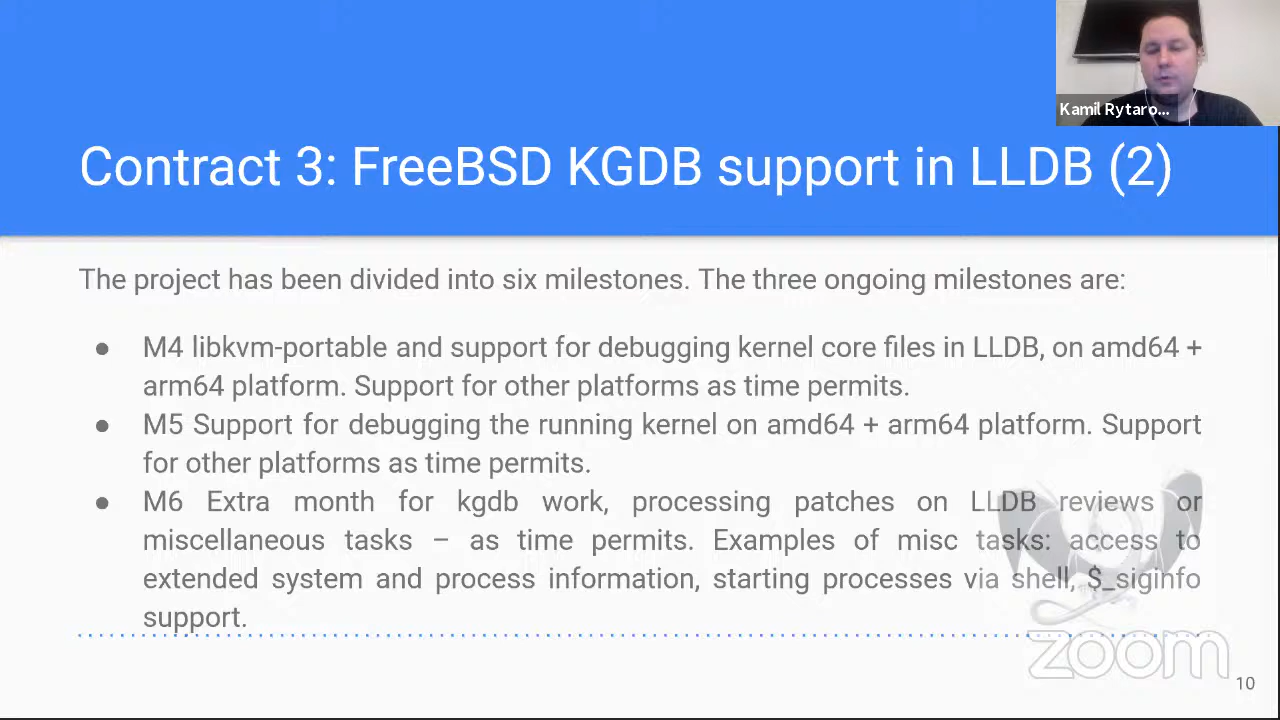 Kamil Rytaro...
Contract 3: FreeBSD KGDB support in LLDB (2)
The project has been divided into six milestones. The three ongoing milestones are:
● M4 libkvm-portable and support for debugging kernel core files in LLDB, on amd64 +
arm64 platform. Support for other platforms as time permits.
● M5 Support for debugging the running kernel on amd64 + arm64 platform. Support
for other platforms as time permits.
● M6 Extra month for kgdb work, processing patches on LLDB reviews or
miscellaneous tasks – as time permits. Examples of misc tasks: access to
extended system and process information, starting processes via shell, $_siginfo
support.
zoom
10